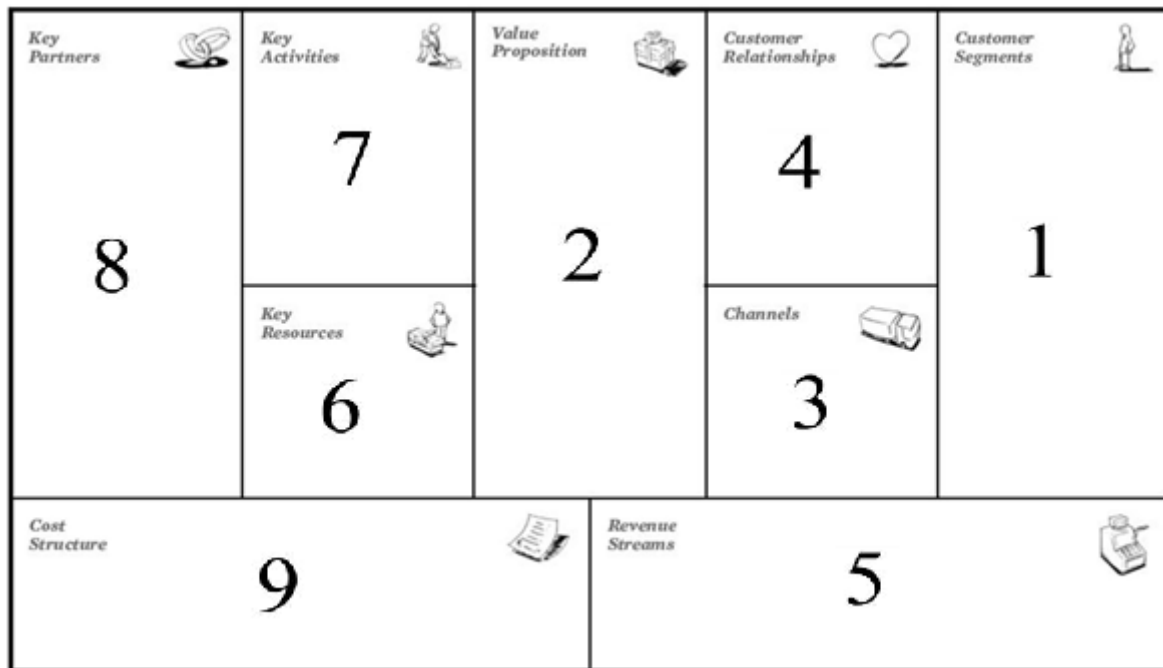 Key
Partners
8
Key
Activities
7
Key
Resources
6
Value
Proposition
2
Customer
Relationships
4
Channels
3
Customer
Segments
1
Cost
Structure
9
Revenue
Streams
5